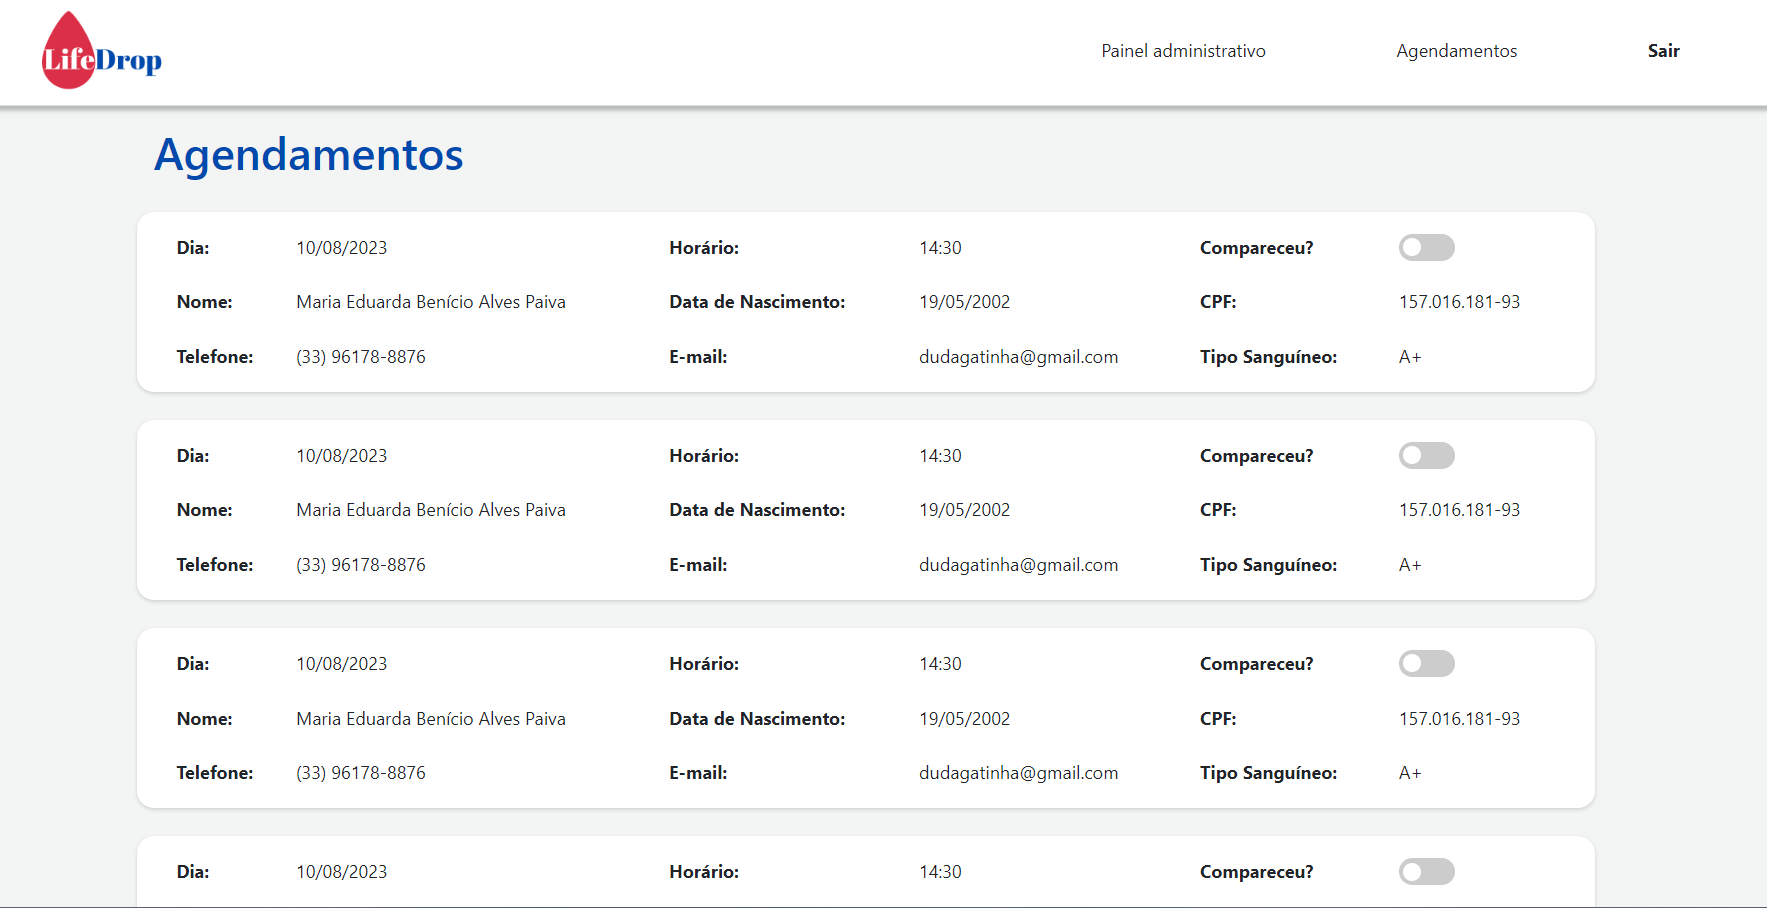 LifeDrop
Painel administrativo Agendamentos Sair
Agendamentos
Dia: 10/08/2023 Horário: 14:30 Compareceu?
Nome: Maria Eduarda Benício Alves Paiva Data de Nascimento: 19/05/2002 CPF: 157.016.181-93
Telefone: (33) 96178-8876 E-mail: dudagatinha@gmail.com Tipo Sanguíneo: A+
Dia: 10/08/2023 Horário: 14:30 Compareceu?
Nome: Maria Eduarda Benício Alves Paiva Data de Nascimento: 19/05/2002 CPF: 157.016.181-93
Telefone: (33) 96178-8876 E-mail: dudagatinha@gmail.com Tipo Sanguíneo: A+
Dia: 10/08/2023 Horário: 14:30 Compareceu?
Nome: Maria Eduarda Benício Alves Paiva Data de Nascimento: 19/05/2002 CPF: 157.016.181-93
Telefone: (33) 96178-8876 E-mail: dudagatinha@gmail.com Tipo Sanguíneo: A+
Dia: 10/08/2023 Horário: 14:30 Compareceu?